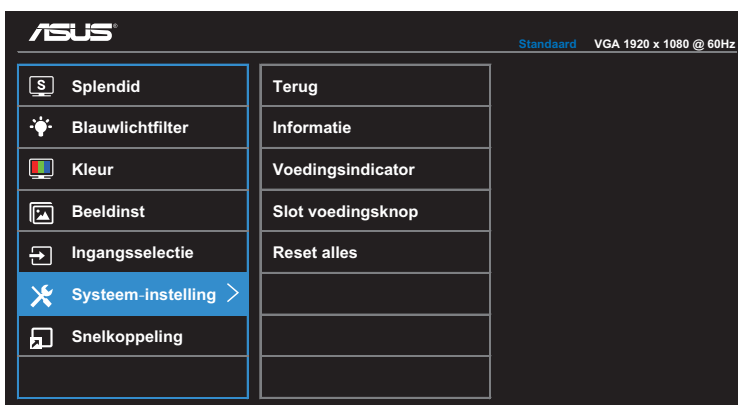 ASUS
Standaard VGA 1920 x 1080 @ 60Hz
S Splendid
Blauwlichtfilter
Kleur
Beeldinst
Ingangsselectie
Systeem-instelling >
Snelkoppeling
Terug
Informatie
Voedingsindicator
Slot voedingsknop
Reset alles